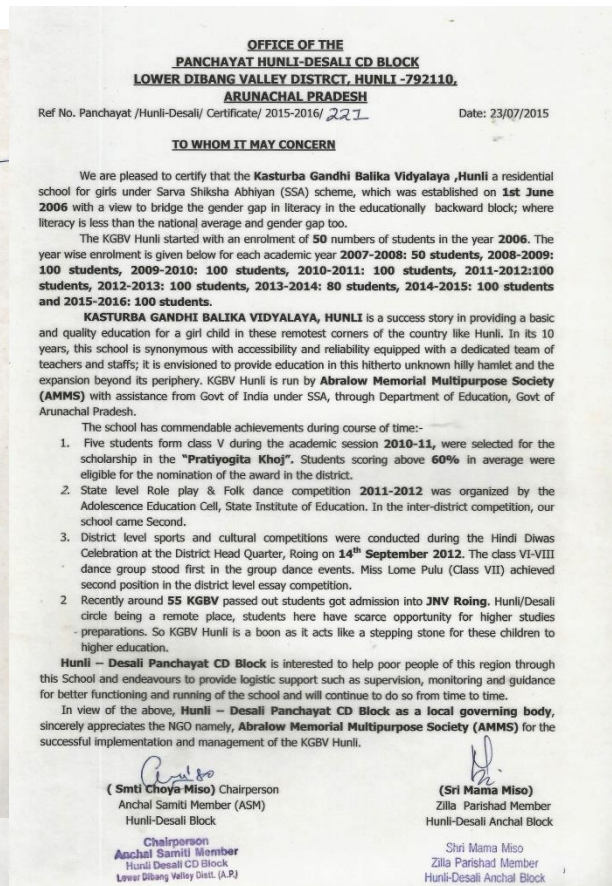 OFFICE OF THE
PANCHAYAT HUNLI-DESALI CD BLOCK
LOWER DIBANG VALLEY DISTRCT, HUNLI -792110,
ARUNACHAL PRADESH
Ref No. Panchayat /Hunli-Desali/ Certificate/ 2015-2016/ 221 Date: 23/07/2015
TO WHOM IT MAY CONCERN
We are pleased to certify that the Kasturba Gandhi Balika Vidyalaya ,Hunli a residential
school for girls under Sarva Shiksha Abhiyan (SSA) scheme, which was established on 1st June
2006 with a view to bridge the gender gap in literacy in the educationally backward block; where
literacy is less than the national average and gender gap too.
The KGBV Hunli started with an enrolment of 50 numbers of students in the year 2006. The
year wise enrolment is given below for each academic year 2007-2008: 50 students, 2008-2009:
100 students, 2009-2010: 100 students, 2010-2011: 100 students, 2011-2012:100
students, 2012-2013: 100 students, 2013-2014: 80 students, 2014-2015: 100 students
and 2015-2016: 100 students.
KASTURBA GANDHI BALIKA VIDYALAYA, HUNLI is a success story in providing a basic
and quality education for a girl child in these remotest corners of the country like Hunli. In its 10
years, this school is synonymous with accessibility and reliability equipped with a dedicated team of
teachers and staffs; it is envisioned to provide education in this hitherto unknown hilly hamlet and the
expansion beyond its periphery. KGBV Hunli is run by Abralow Memorial Multipurpose Society
(AMMS) with assistance from Govt of India under SSA, through Department of Education, Govt of
Arunachal Pradesh.
The school has commendable achievements during course of time:-
1. Five students form class V during the academic session 2010-11, were selected for the
scholarship in the "Pratiyogita Khoj". Students scoring above 60% in average were
eligible for the nomination of the award in the district.
2. State level Role play & Folk dance competition 2011-2012 was organized by the
Adolescence Education Cell, State Institute of Education. In the inter-district competition, our
school came Second.
3. District level sports and cultural competitions were conducted during the Hindi Diwas
Celebration at the District Head Quarter, Roing on 14th September 2012. The class VI-VIII
dance group stood first in the group dance events. Miss Lome Pulu (Class VII) achieved
second position in the district level essay competition.
2 Recently around 55 KGBV passed out students got admission into JNV Roing. Hunli/Desali
circle being a remote place, students here have scarce opportunity for higher studies
preparations. So KGBV Hunli is a boon as it acts like a stepping stone for these children to
higher education.
Hunli – Desali Panchayat CD Block is interested to help poor people of this region through
this School and endeavours to provide logistic support such as supervision, monitoring and guidance
for better functioning and running of the school and will continue to do so from time to time.
In view of the above, Hunli – Desali Panchayat CD Block as a local governing body,
sincerely appreciates the NGO namely, Abralow Memorial Multipurpose Society (AMMS) for the
successful implementation and management of the KGBV Hunli.
( Smti Choya Miso) Chairperson
Anchal Samiti Member (ASM)
Hunli-Desali Block
Chairperson
Anchal Samiti Member
Hunli Desali CD Block
Lower Dibang Valley Distt. (A.P.)
(Sri Mama Miso)
Zilla Parishad Member
Hunli-Desali Anchal Block
Shri Mama Miso
Zilla Parishad Member
Hunli-Desali Anchal Block